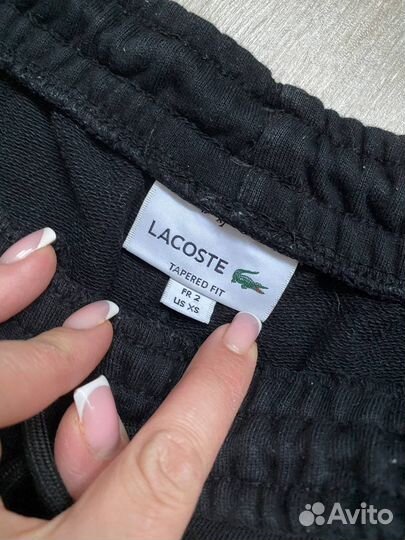 LACOSTE
TAPERED FIT
FR 2
US XS
Avito